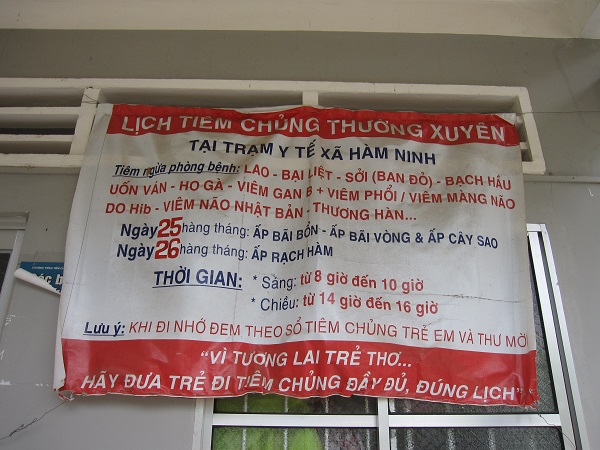 LỊCH TIÊM CHỦNG THƯỜNG XUYÊN
TẠI TRẠM Y TẾ XÃ HÀM NINH
Tiêm ngừa phòng bệnh: LAO - BẠI LIỆT - SỞI (BAN ĐỎ) - BẠCH HẦU
UỐN VÁN - HO GÀ - VIÊM GAN B + VIÊM PHỔI / VIÊM MÀNG NÃO
DO Hib - VIÊM NÃO NHẬT BẢN - THƯƠNG HÀN...
Ngày 25 hàng tháng: ẤP BÃI BỔN - ẤP BÃI VÒNG & ẤP CÂY SAO
Ngày 26 hàng tháng: ẤP RẠCH HÀM
THỜI GIAN: * Sàng: từ 8 giờ đến 10 giờ
* Chiều: từ 14 giờ đến 16 giờ
Lưu ý: KHI ĐI NHỚ ĐEM THEO SỔ TIÊM CHỦNG TRẺ EM VÀ THƯ MỜI
"VÌ TƯƠNG LAI TRẺ THƠ...
HÃY ĐƯA TRẺ ĐI TIÊM CHỦNG ĐẦY ĐỦ, ĐÚNG LỊCH"